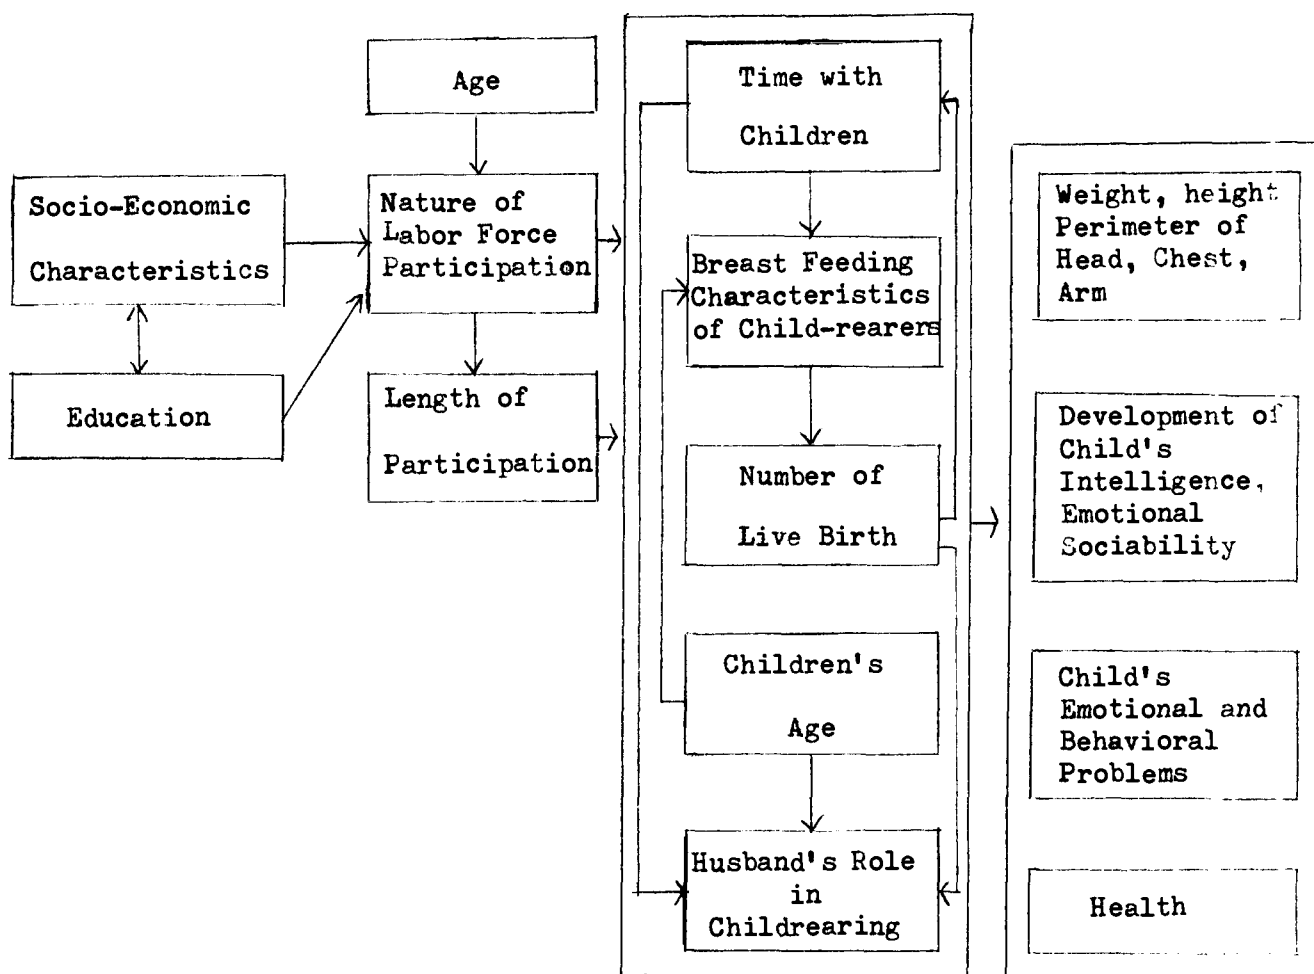 Age
Socio-Economic
Characteristics
Education
Nature of
Labor Force
Participation
Length of
Participation
Time with
Children
Breast Feeding
Characteristics
of Child-rearers
Number of
Live Birth
Children's
Age
Husband's Role
in
Childrearing
Weight, height
Perimeter of
Head, Chest,
Arm
Development of
Child's
Intelligence,
Emotional
Sociability
Child's
Emotional and
Behavioral
Problems
Health